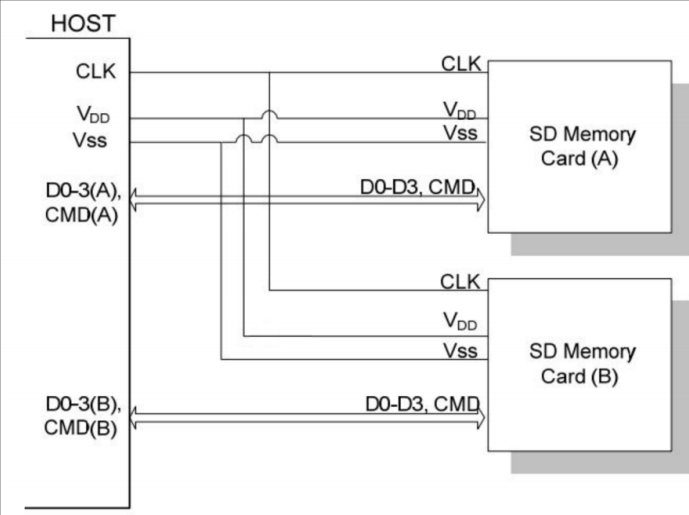 HOST
CLK
CLK
VDD
VDD
Vss
Vss
SD Memory
Card (A)
D0-3(A),
CMD(A)
D0-D3, CMD
CLK
VDD
Vss
SD Memory
Card (B)
D0-3(B),
CMD(B)
D0-D3, CMD